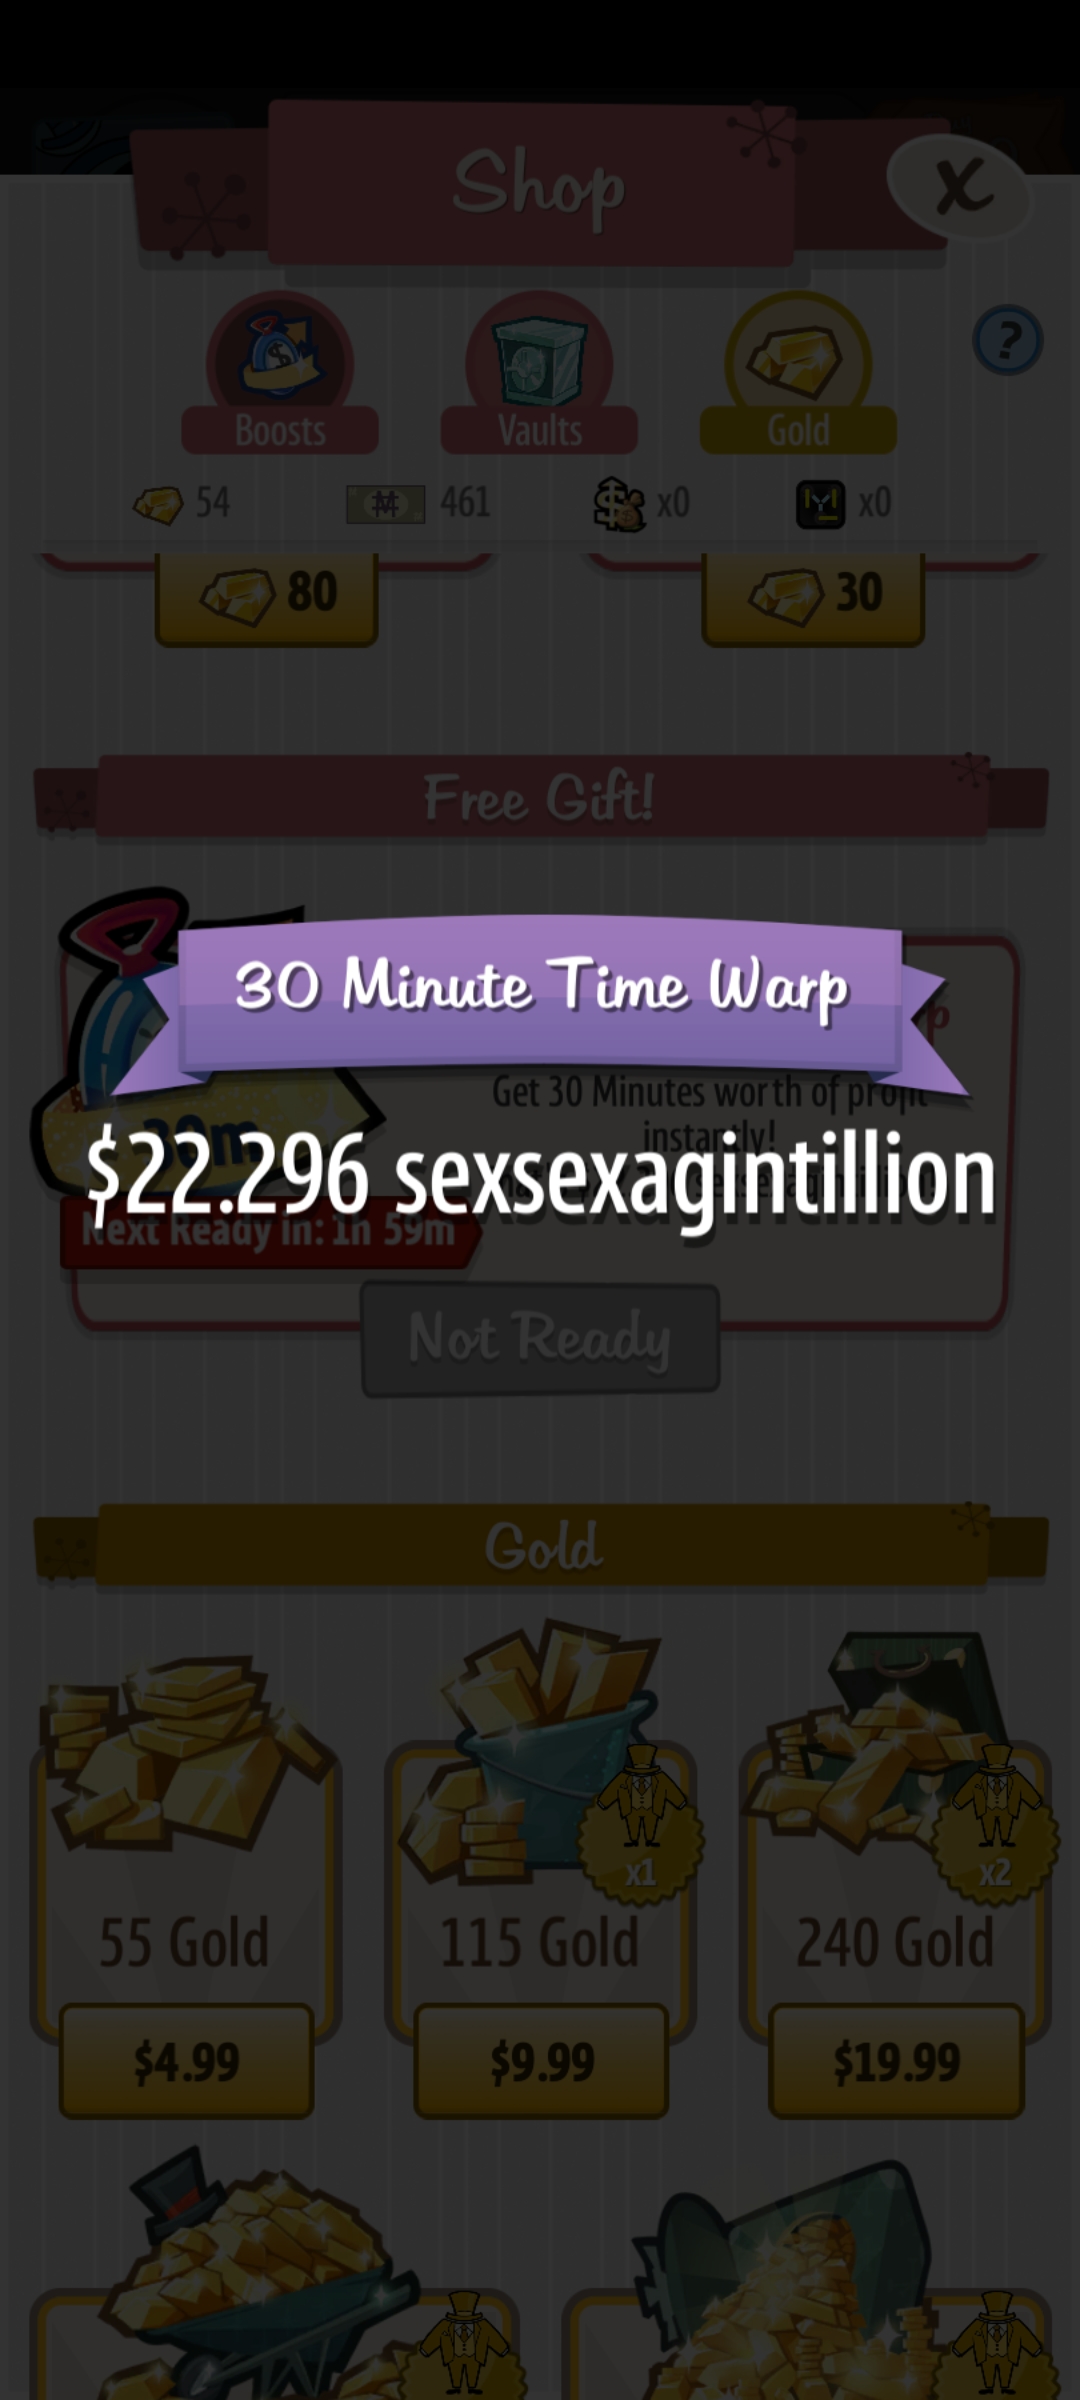 Shop
X
?
Boosts Vaults Gold
54 461 x0 x0
80 30
Free Gift!
30 Minute Time Warp
Get 30 Minutes worth of profit
instantly!
30m
$22.296 sexsexagintillion
Next Ready in: 1h 59m
Not Ready
Gold
x1 x2
55 Gold 115 Gold 240 Gold
$4.99 $9.99 $19.99